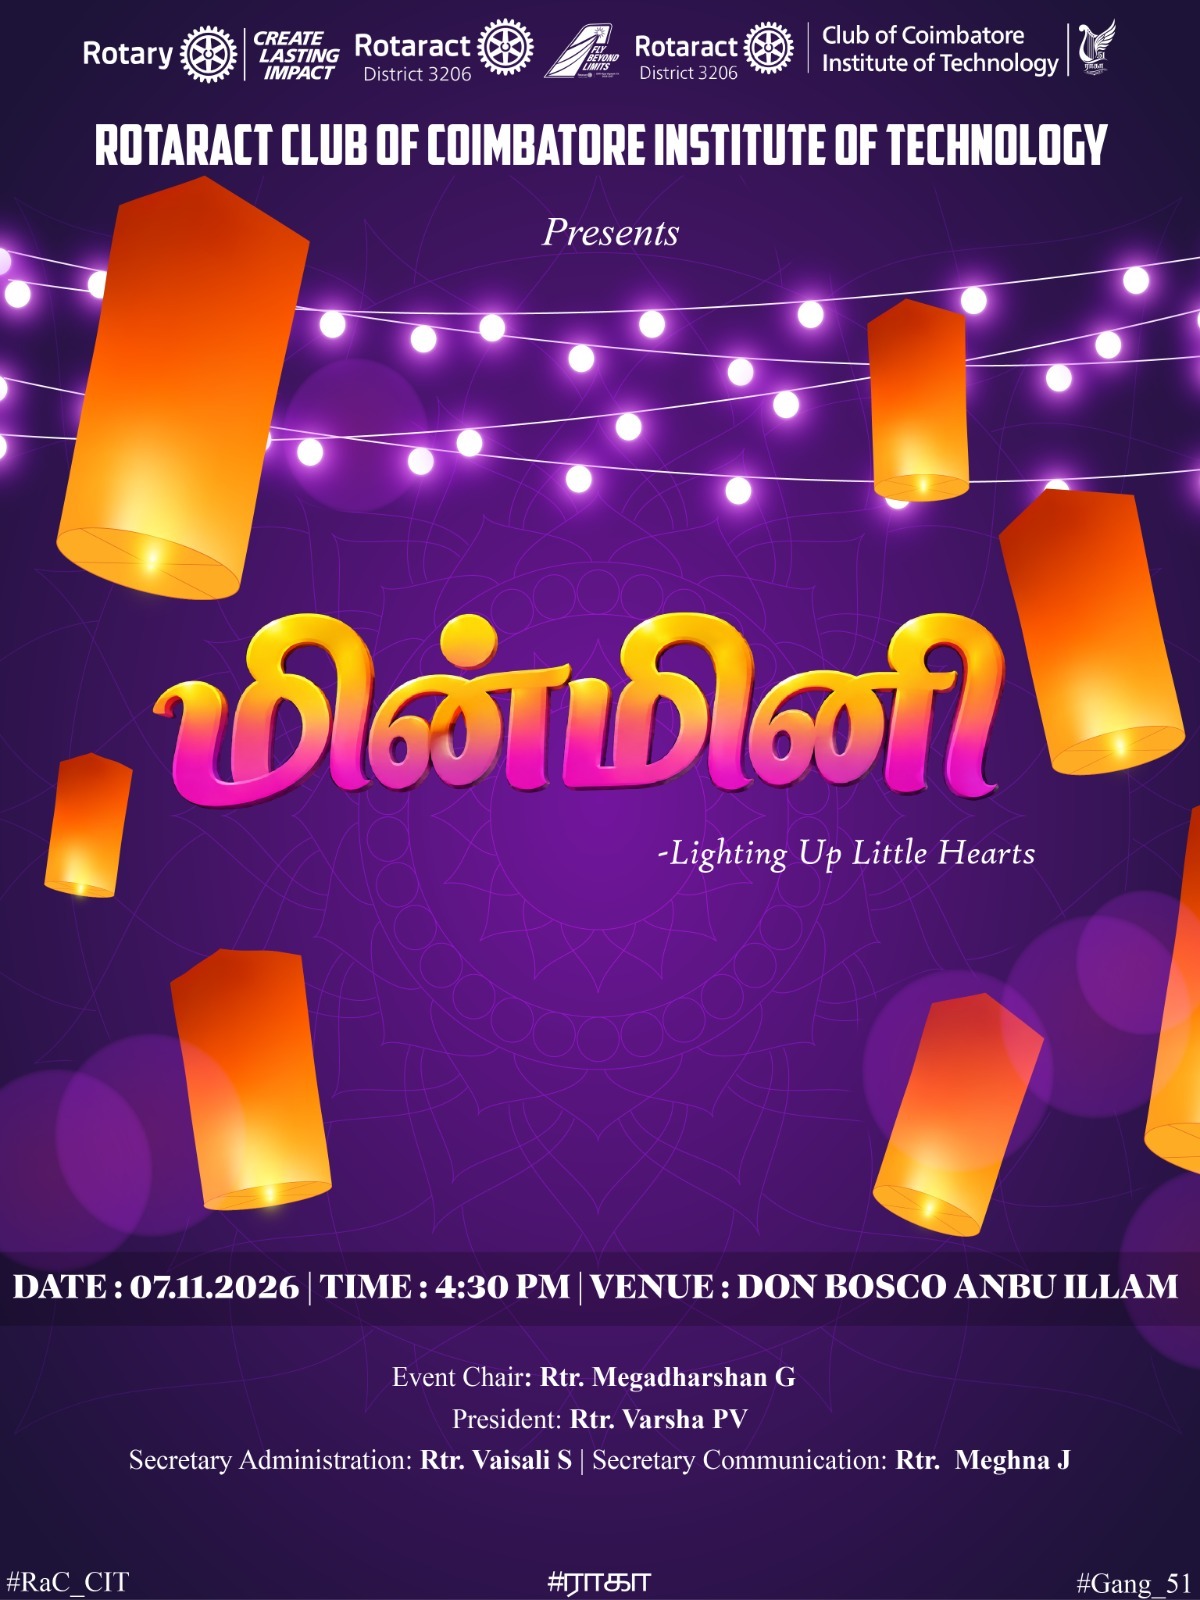 Rotary | CREATE LASTING IMPACT
Rotaract District 3206
FLY BEYOND LIMITS
Rotaract District 3206 | Club of Coimbatore Institute of Technology
ராகா
ROTARACT CLUB OF COIMBATORE INSTITUTE OF TECHNOLOGY
Presents
மின்மினி
-Lighting Up Little Hearts
DATE : 07.11.2026 | TIME : 4:30 PM | VENUE : DON BOSCO ANBU ILLAM
Event Chair: Rtr. Megadharshan G
President: Rtr. Varsha PV
Secretary Administration: Rtr. Vaisali S | Secretary Communication: Rtr. Meghna J
#RaC_CIT
#ராகா
#Gang_51